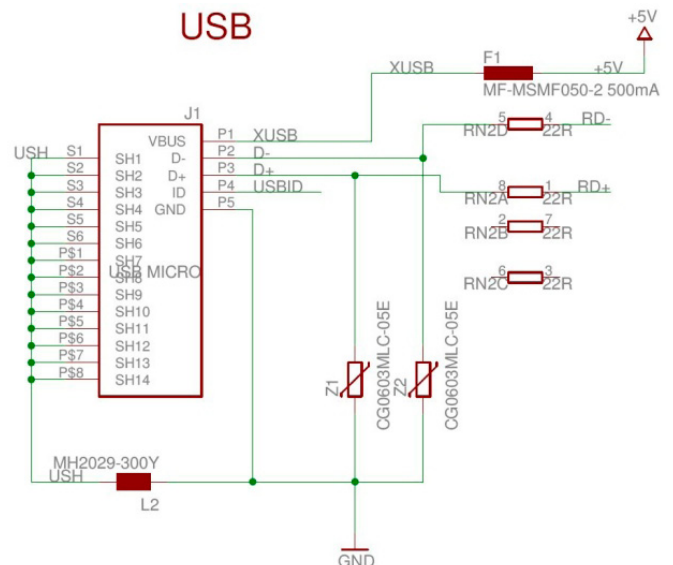 USB
+5V
F1
XUSB
+5V
MF-MSMF050-2 500mA
J1
5
4
RD-
RN2D
22R
VBUS
P1
XUSB
USH
S1
SH1
D-
P2
D-
S2
SH2
D+
P3
D+
S3
SH3
ID
P4
USBID
8
1
RD+
RN2A
22R
S4
SH4
GND
P5
S5
SH5
2
7
RN2B
22R
S6
SH6
P$1
SH7
USB MICRO
P$2
SH8
6
3
RN2C
22R
P$3
SH9
P$4
SH10
P$5
SH11
P$6
SH12
P$7
SH13
P$8
SH14
Z1
CG0603MLC-05E
Z2
CG0603MLC-05E
MH2029-300Y
USH
L2
GND